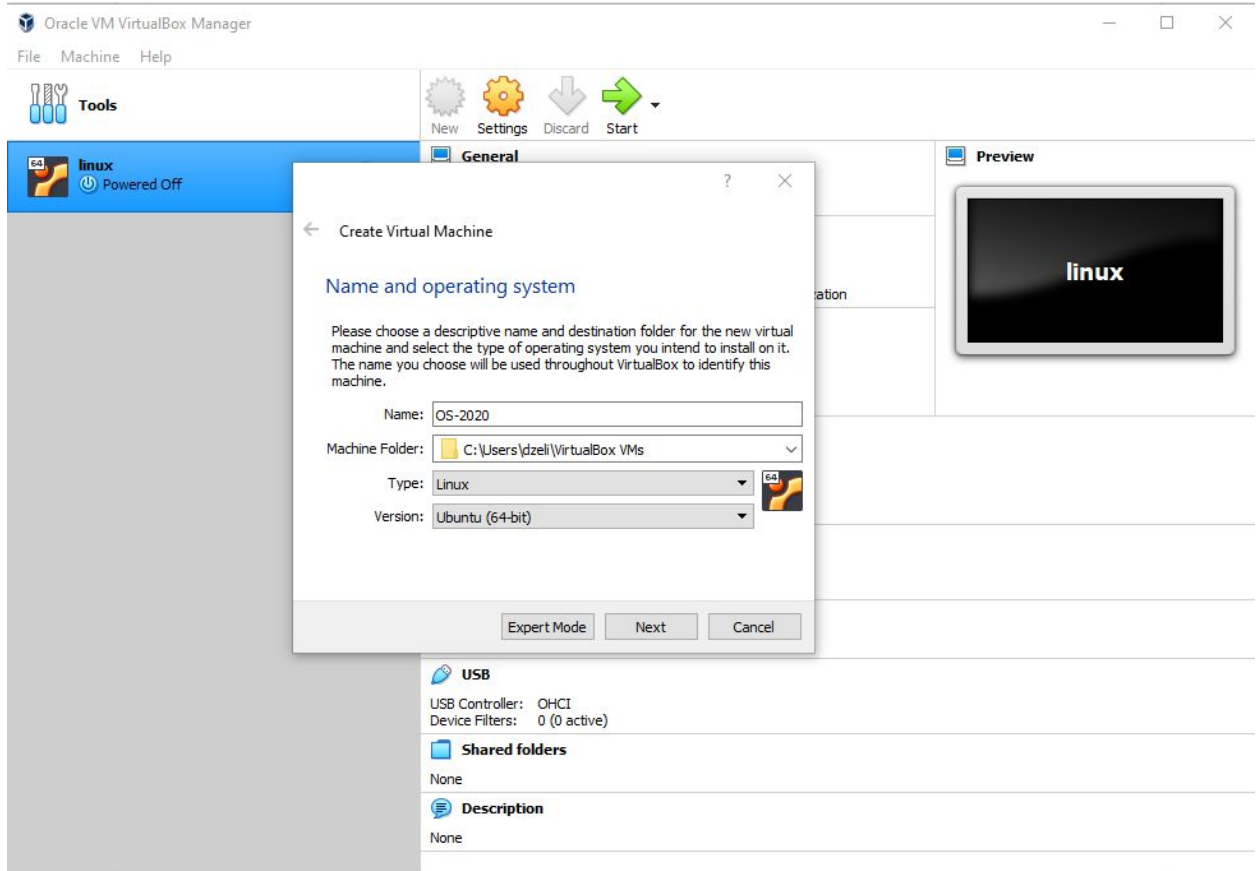 Oracle VM VirtualBox Manager
File Machine Help
Tools
New Settings Discard Start
64
linux
Powered Off
General
Preview
linux
?
Create Virtual Machine
Name and operating system
Please choose a descriptive name and destination folder for the new virtual
machine and select the type of operating system you intend to install on it.
The name you choose will be used throughout VirtualBox to identify this
machine.
Name: OS-2020
Machine Folder: C:\Users\dzeli\VirtualBox VMs
Type: Linux
64
Version: Ubuntu (64-bit)
Expert Mode Next Cancel
zation
USB
USB Controller: OHCI
Device Filters: 0 (0 active)
Shared folders
None
Description
None